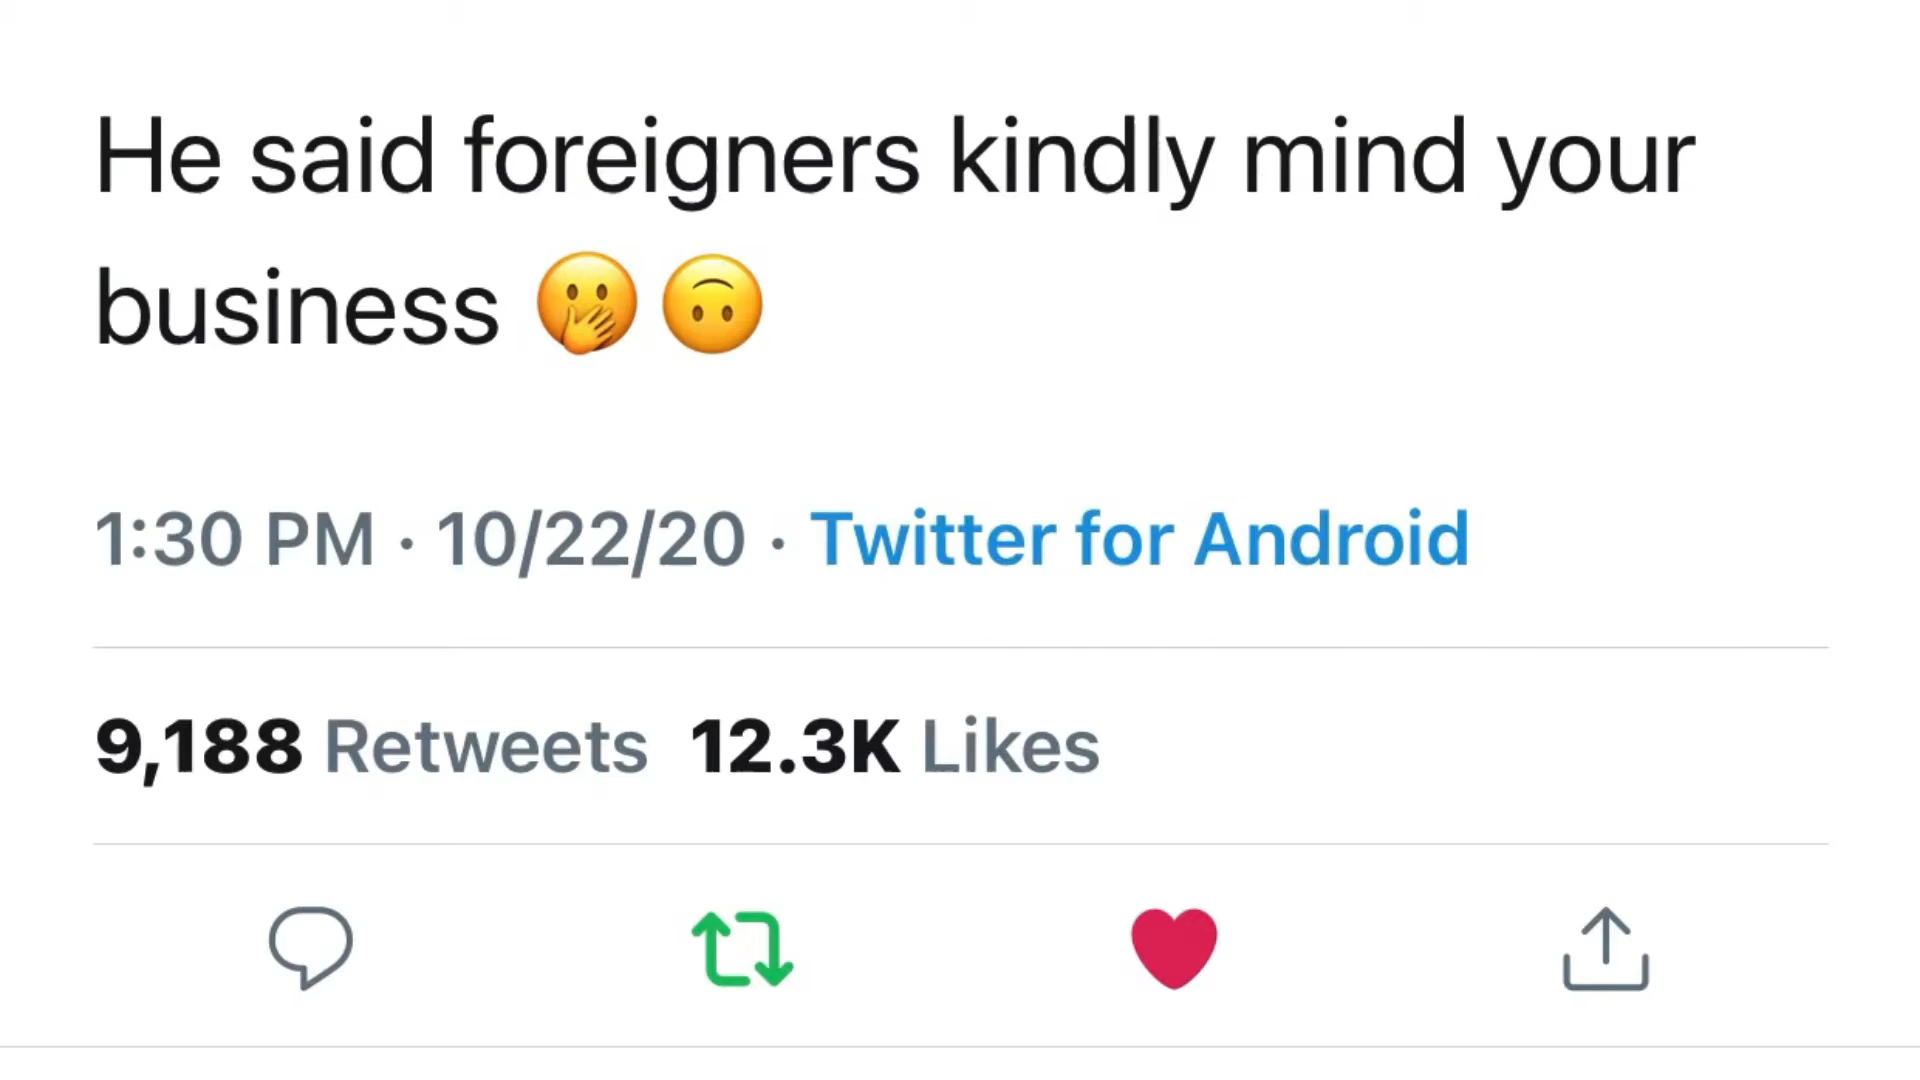 He said foreigners kindly mind your
business 🤭🙃
1:30 PM · 10/22/20 · Twitter for Android
9,188 Retweets 12.3K Likes